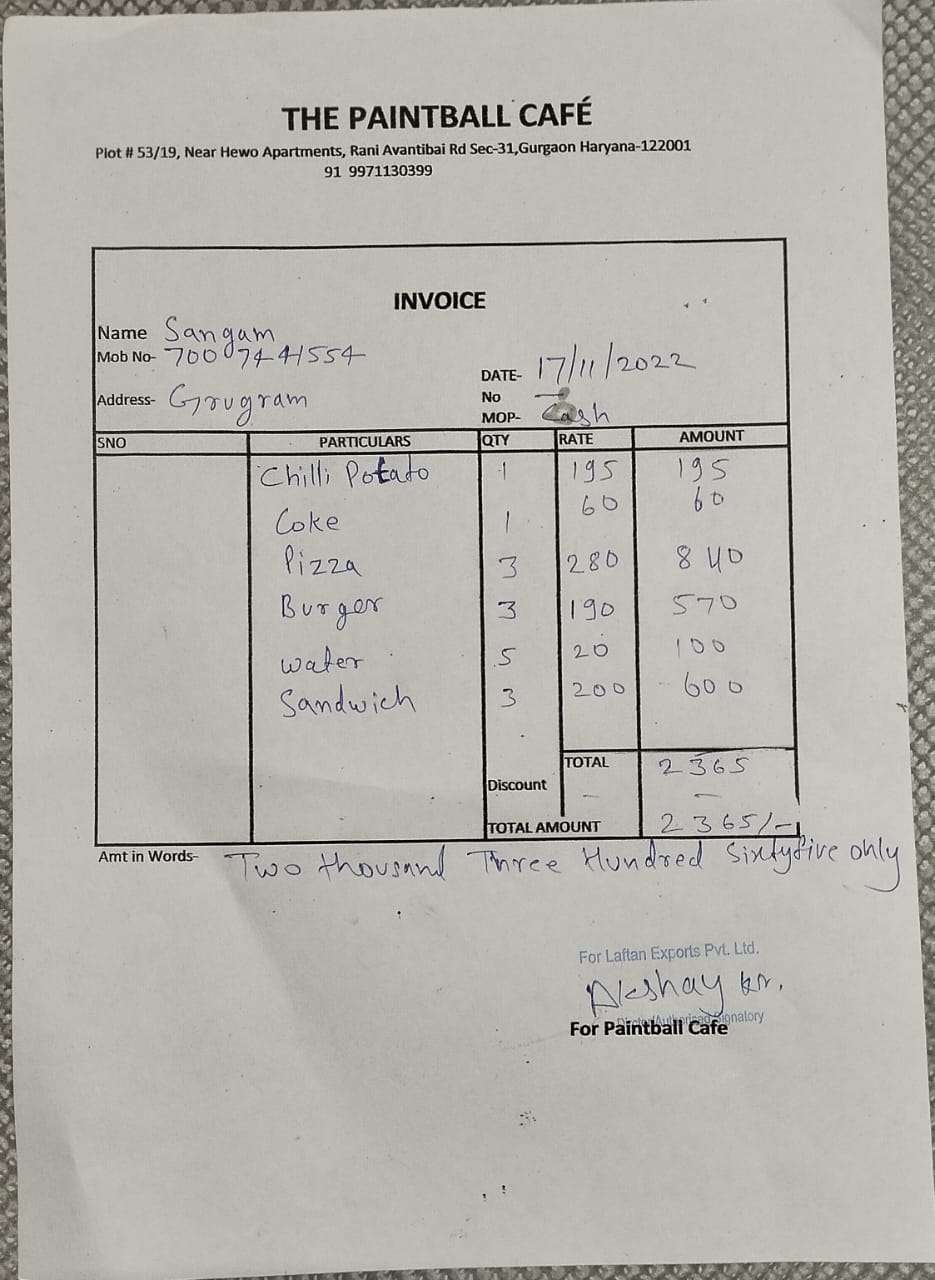 THE PAINTBALL CAFÉ
Plot # 53/19, Near Hewo Apartments, Rani Avantibai Rd Sec-31,Gurgaon Haryana-122001
91 9971130399
INVOICE
Name Sangam
Mob No- 70007441554
DATE- 17/11/2022
Address- Grugram
No -
MOP- Cash
SNO PARTICULARS QTY RATE AMOUNT
Chilli Potato 1 195 195
Coke 1 60 60
Pizza 3 280 840
Burger 3 190 570
water 5 20 100
Sandwich 3 200 600
TOTAL 2365
Discount - -
TOTAL AMOUNT 2365/-
Amt in Words- Two thousand Three Hundred Sixtyfive only
For Laftan Exports Pvt. Ltd.
Akshay kr.
Authorised Signatory
For Paintball Cafe